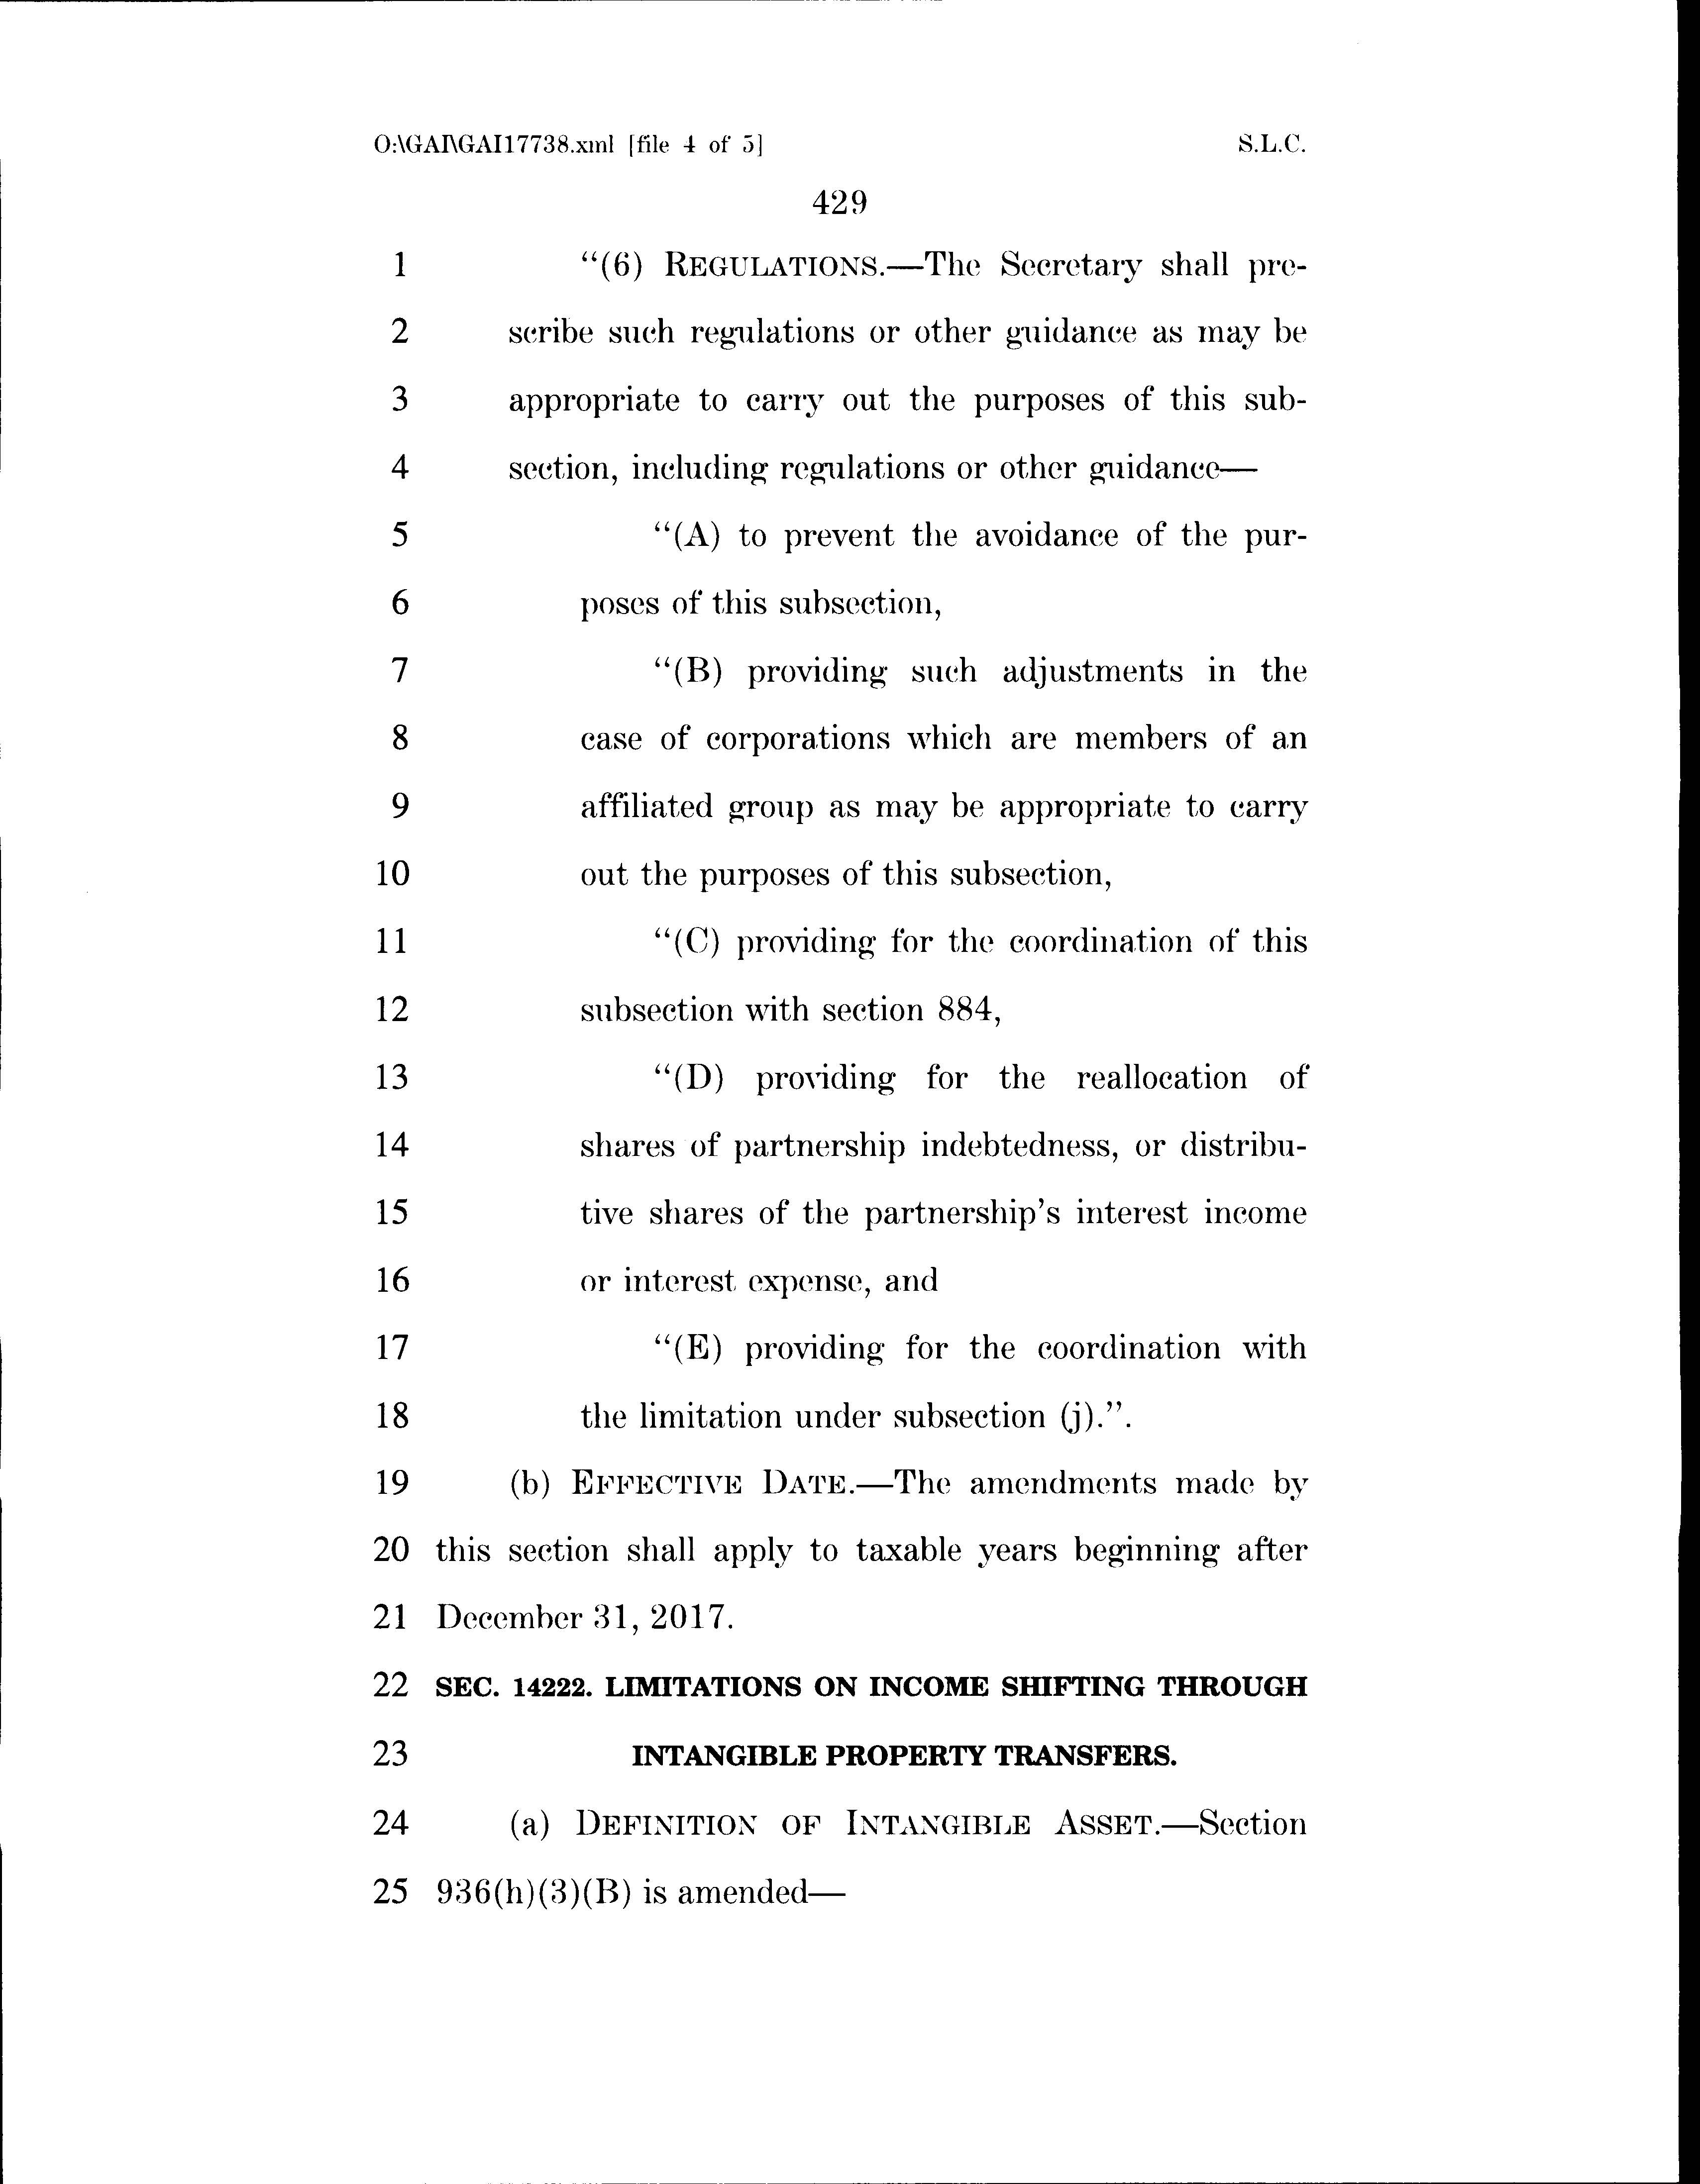 O:\GAI\GAI17738.xml [file 4 of 5] S.L.C.
429
1 “(6) REGULATIONS.—The Secretary shall pre-
2 scribe such regulations or other guidance as may be
3 appropriate to carry out the purposes of this sub-
4 section, including regulations or other guidance—
5 “(A) to prevent the avoidance of the pur-
6 poses of this subsection,
7 “(B) providing such adjustments in the
8 case of corporations which are members of an
9 affiliated group as may be appropriate to carry
10 out the purposes of this subsection,
11 “(C) providing for the coordination of this
12 subsection with section 884,
13 “(D) providing for the reallocation of
14 shares of partnership indebtedness, or distribu-
15 tive shares of the partnership’s interest income
16 or interest expense, and
17 “(E) providing for the coordination with
18 the limitation under subsection (j).”.
19 (b) EFFECTIVE DATE.—The amendments made by
20 this section shall apply to taxable years beginning after
21 December 31, 2017.
22 SEC. 14222. LIMITATIONS ON INCOME SHIFTING THROUGH
23 INTANGIBLE PROPERTY TRANSFERS.
24 (a) DEFINITION OF INTANGIBLE ASSET.—Section
25 936(h)(3)(B) is amended—